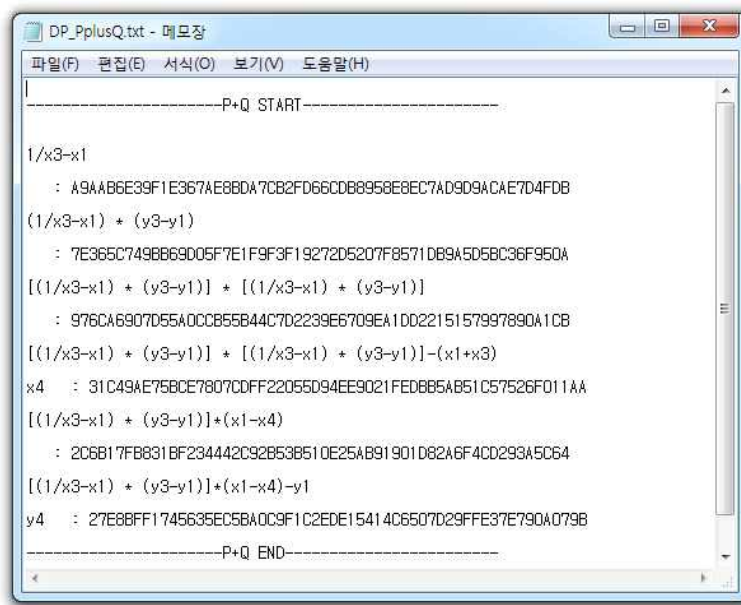 DP_PplusQ.txt - 메모장
파일(F) 편집(E) 서식(O) 보기(V) 도움말(H)
----------------------P+Q START----------------------
1/x3-x1
: A9AAB6E39F1E367AE8BDA7CB2FD66CDB8958E8EC7AD9D9ACAE7D4FDB
(1/x3-x1) * (y3-y1)
: 7E365C749BB69D05F7E1F9F3F19272D5207F8571DB9A5D5BC36F950A
[(1/x3-x1) * (y3-y1)] * [(1/x3-x1) * (y3-y1)]
: 976CA6907D55A0CCB55B44C7D2239E6709EA1DD2215157997890A1CB
[(1/x3-x1) * (y3-y1)] * [(1/x3-x1) * (y3-y1)]-(x1+x3)
x4 : 31C49AE75BCE7807CDFF22055D94EE9021FEDBB5AB51C57526F011AA
[(1/x3-x1) * (y3-y1)]*(x1-x4)
: 2C6B17FB831BF234442C92B53B510E25AB91901D82A6F4CD293A5C64
[(1/x3-x1) * (y3-y1)]*(x1-x4)-y1
y4 : 27E8BFF1745635EC5BA0C9F1C2EDE15414C6507D29FFE37E790A079B
----------------------P+Q END------------------------